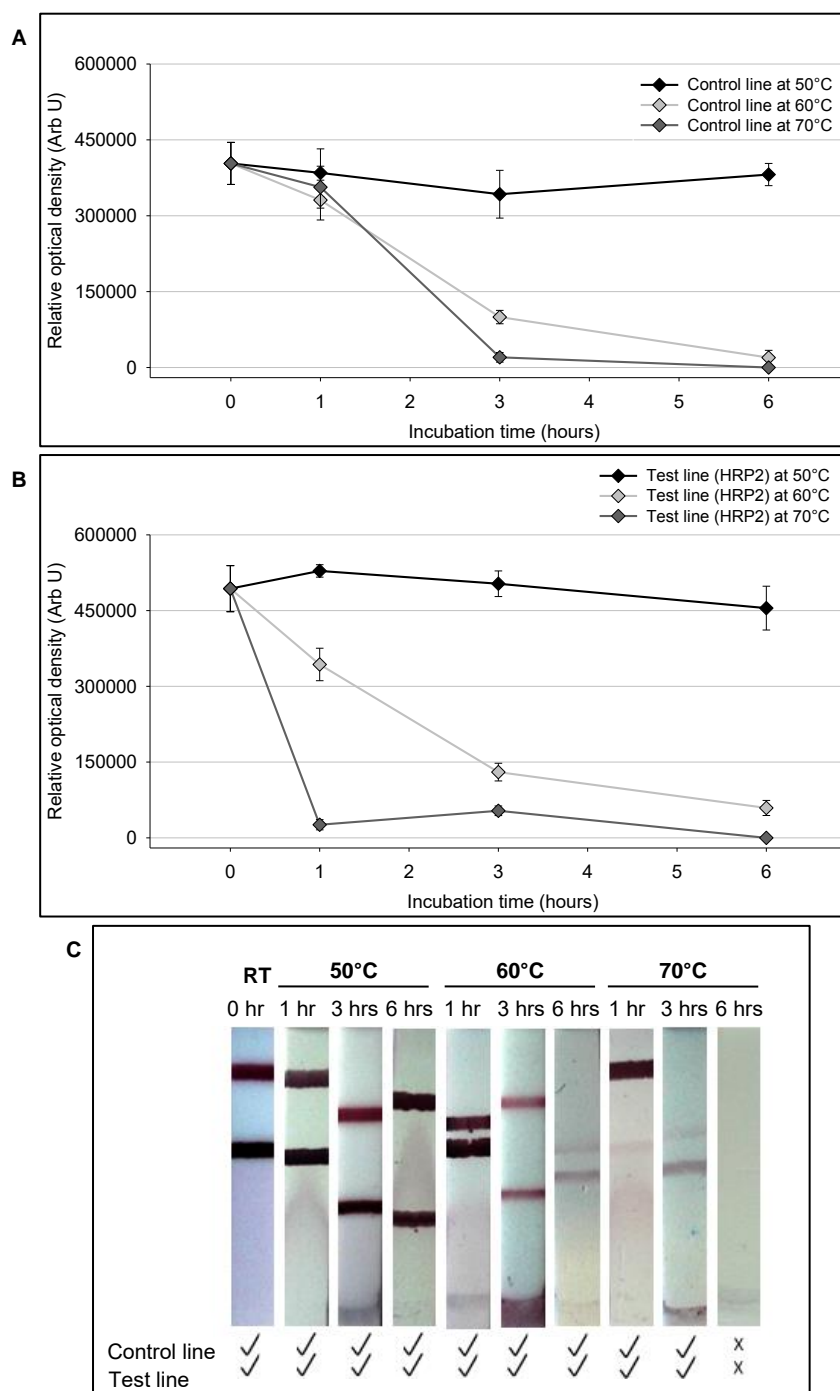 A
Relative optical density (Arb U)
600000
450000
300000
150000
0
Control line at 50°C
Control line at 60°C
Control line at 70°C
0 1 2 3 4 5 6
Incubation time (hours)
B
Relative optical density (Arb U)
600000
450000
300000
150000
0
Test line (HRP2) at 50°C
Test line (HRP2) at 60°C
Test line (HRP2) at 70°C
0 1 2 3 4 5 6
Incubation time (hours)
C
RT 50°C 60°C 70°C
0 hr 1 hr 3 hrs 6 hrs 1 hr 3 hrs 6 hrs 1 hr 3 hrs 6 hrs
Control line ✓ ✓ ✓ ✓ ✓ ✓ ✓ ✓ ✓ x
Test line ✓ ✓ ✓ ✓ ✓ ✓ ✓ ✓ ✓ x